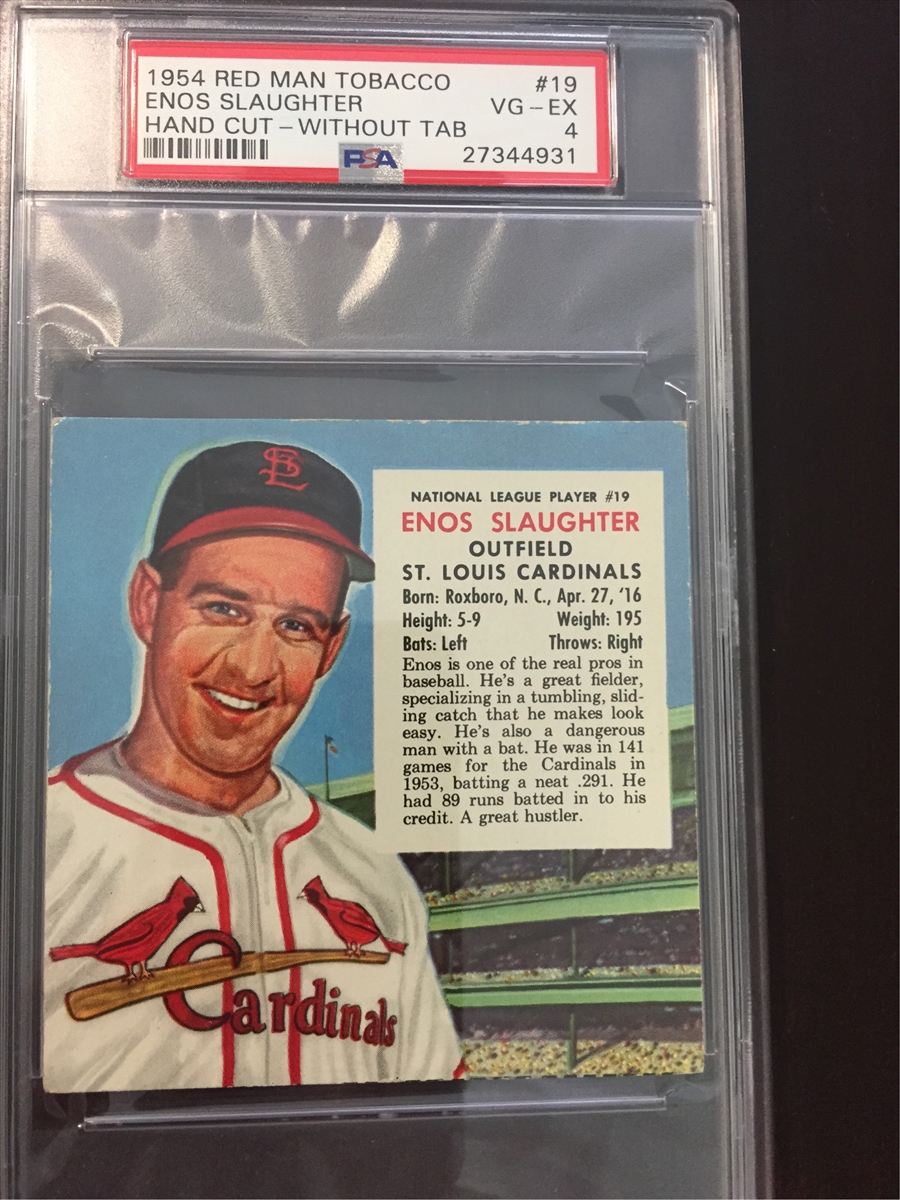 1954 RED MAN TOBACCO #19
ENOS SLAUGHTER VG-EX
HAND CUT-WITHOUT TAB 4
PSA 27344931
StL
NATIONAL LEAGUE PLAYER #19
ENOS SLAUGHTER
OUTFIELD
ST. LOUIS CARDINALS
Born: Roxboro, N. C., Apr. 27, '16
Height: 5-9 Weight: 195
Bats: Left Throws: Right
Enos is one of the real pros in
baseball. He's a great fielder,
specializing in a tumbling, slid-
ing catch that he makes look
easy. He's also a dangerous
man with a bat. He was in 141
games for the Cardinals in
1953, batting a neat .291. He
had 89 runs batted in to his
credit. A great hustler.
Cardinals